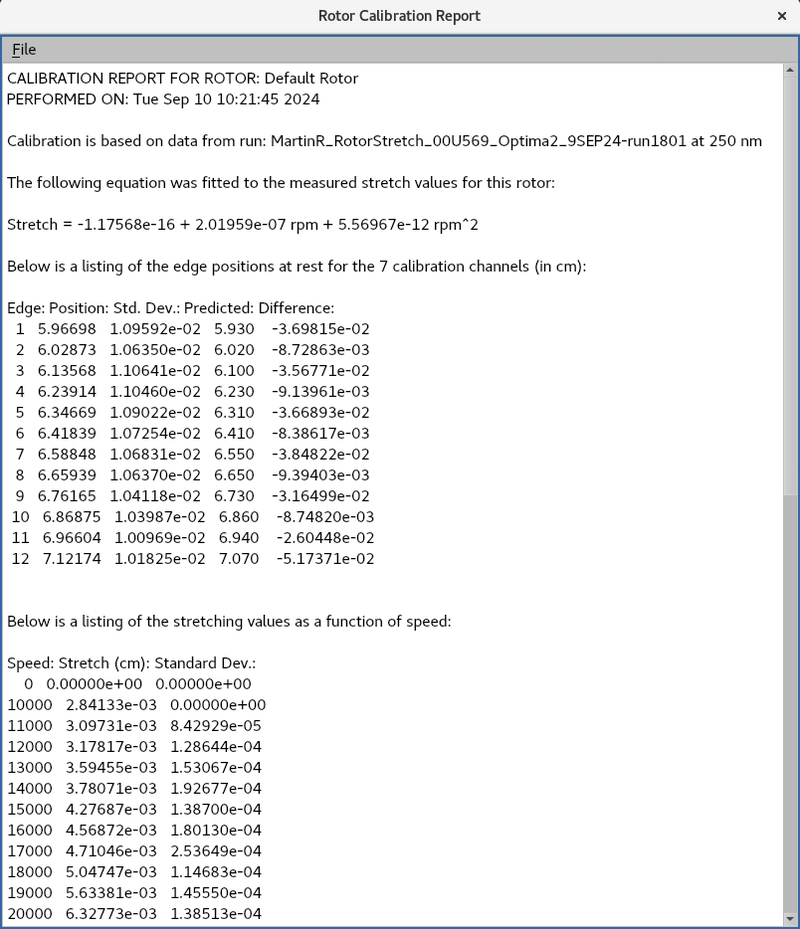 Rotor Calibration Report
×
File
CALIBRATION REPORT FOR ROTOR: Default Rotor
PERFORMED ON: Tue Sep 10 10:21:45 2024
Calibration is based on data from run: MartinR_RotorStretch_00U569_Optima2_9SEP24-run1801 at 250 nm
The following equation was fitted to the measured stretch values for this rotor:
Stretch = -1.17568e-16 + 2.01959e-07 rpm + 5.56967e-12 rpm^2
Below is a listing of the edge positions at rest for the 7 calibration channels (in cm):
Edge: Position: Std. Dev.: Predicted: Difference:
1 5.96698 1.09592e-02 5.930 -3.69815e-02
2 6.02873 1.06350e-02 6.020 -8.72863e-03
3 6.13568 1.10641e-02 6.100 -3.56771e-02
4 6.23914 1.10460e-02 6.230 -9.13961e-03
5 6.34669 1.09022e-02 6.310 -3.66893e-02
6 6.41839 1.07254e-02 6.410 -8.38617e-03
7 6.58848 1.06831e-02 6.550 -3.84822e-02
8 6.65939 1.06370e-02 6.650 -9.39403e-03
9 6.76165 1.04118e-02 6.730 -3.16499e-02
10 6.86875 1.03987e-02 6.860 -8.74820e-03
11 6.96604 1.00969e-02 6.940 -2.60448e-02
12 7.12174 1.01825e-02 7.070 -5.17371e-02
Below is a listing of the stretching values as a function of speed:
Speed: Stretch (cm): Standard Dev.:
0 0.00000e+00 0.00000e+00
10000 2.84133e-03 0.00000e+00
11000 3.09731e-03 8.42929e-05
12000 3.17817e-03 1.28644e-04
13000 3.59455e-03 1.53067e-04
14000 3.78071e-03 1.92677e-04
15000 4.27687e-03 1.38700e-04
16000 4.56872e-03 1.80130e-04
17000 4.71046e-03 2.53649e-04
18000 5.04747e-03 1.14683e-04
19000 5.63381e-03 1.45550e-04
20000 6.32773e-03 1.38513e-04